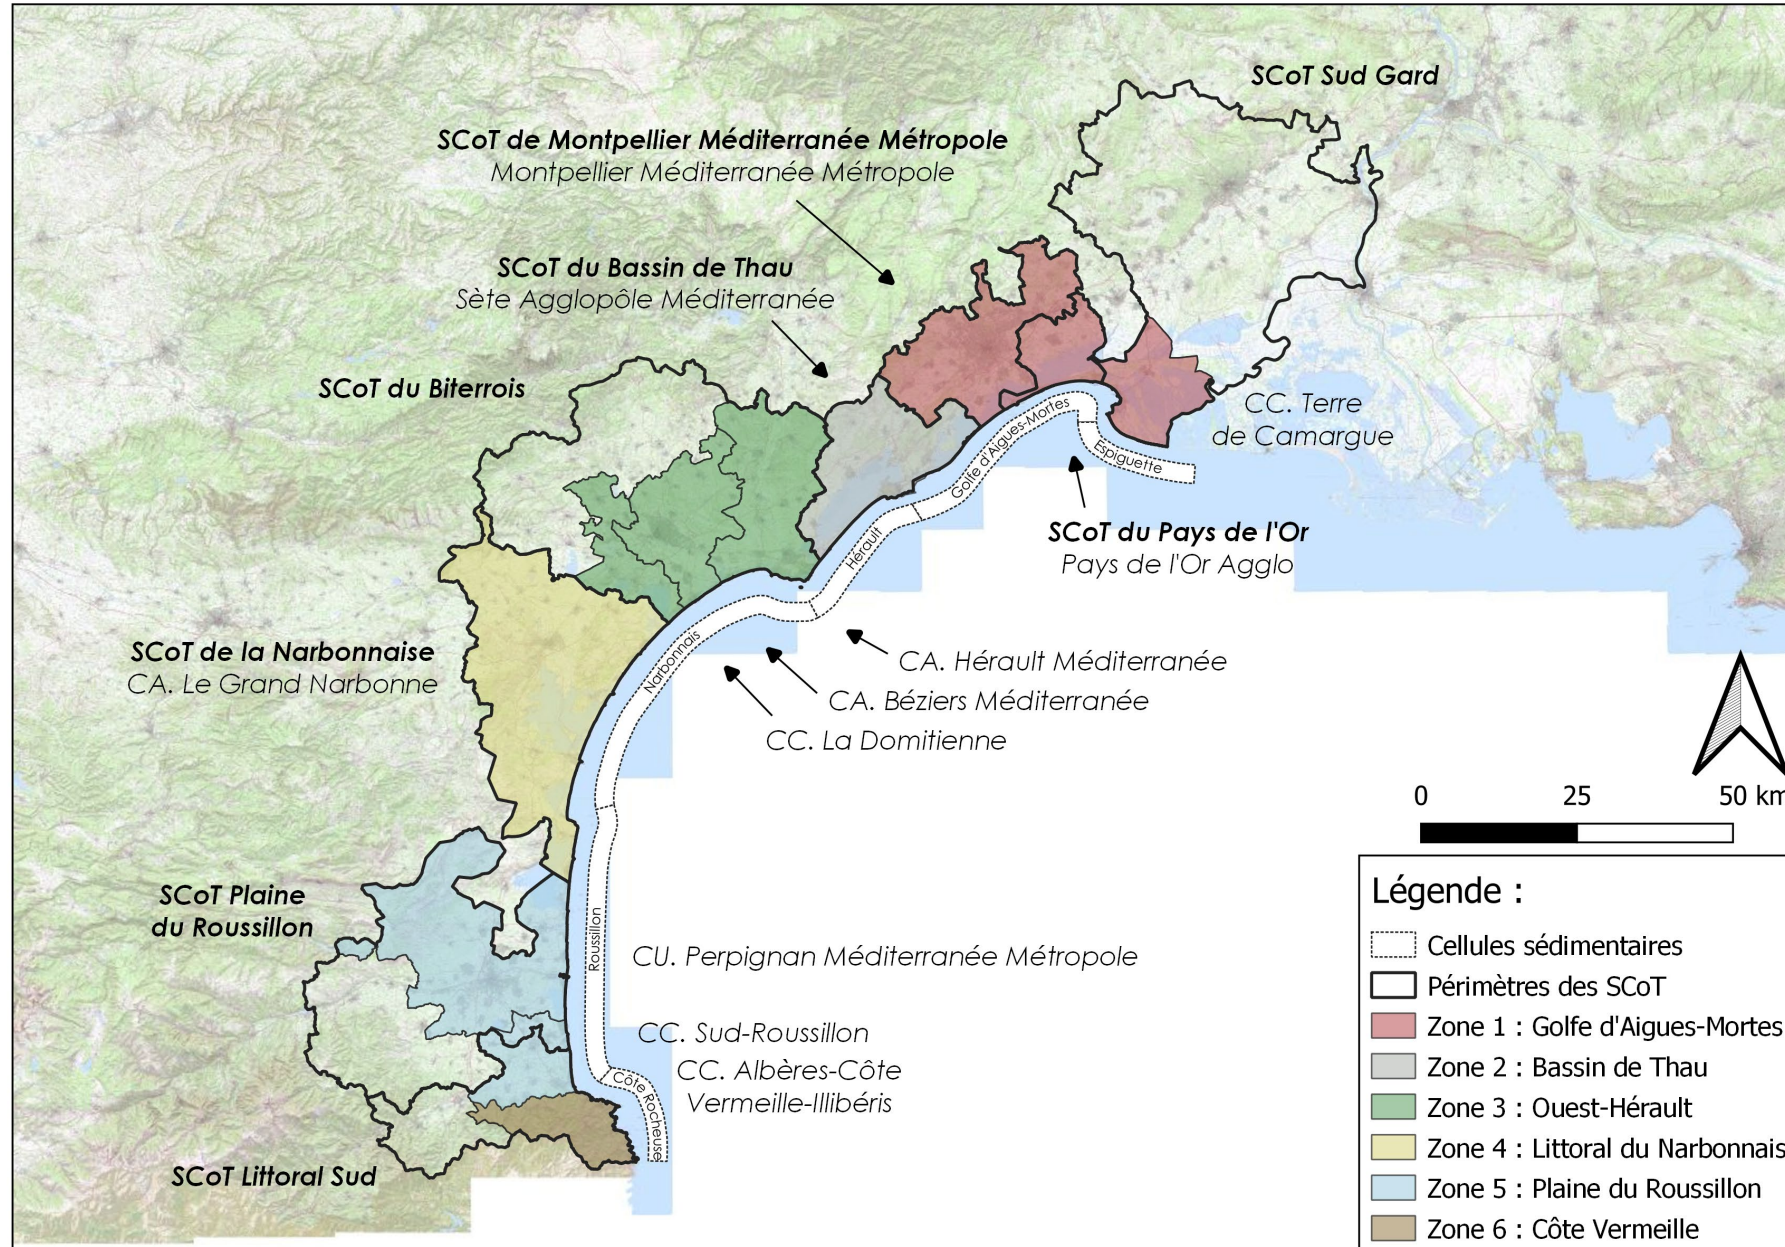 SCoT Sud Gard
SCoT de Montpellier Méditerranée Métropole
Montpellier Méditerranée Métropole
SCoT du Bassin de Thau
Sète Agglopôle Méditerranée
SCoT du Biterrois
CC. Terre
de Camargue
Golfe d'Aigues-Mortes
Espiguette
SCoT du Pays de l'Or
Pays de l'Or Agglo
Hérault
SCoT de la Narbonnaise
CA. Le Grand Narbonne
Narbonnais
CA. Hérault Méditerranée
CA. Béziers Méditerranée
CC. La Domitienne
SCoT Plaine
du Roussillon
Roussillon
CU. Perpignan Méditerranée Métropole
CC. Sud-Roussillon
CC. Albères-Côte
Vermeille-Illibéris
Côte Rocheuse
SCoT Littoral Sud
0 25 50 km
Légende :
Cellules sédimentaires
Périmètres des SCoT
Zone 1 : Golfe d'Aigues-Mortes
Zone 2 : Bassin de Thau
Zone 3 : Ouest-Hérault
Zone 4 : Littoral du Narbonnais
Zone 5 : Plaine du Roussillon
Zone 6 : Côte Vermeille